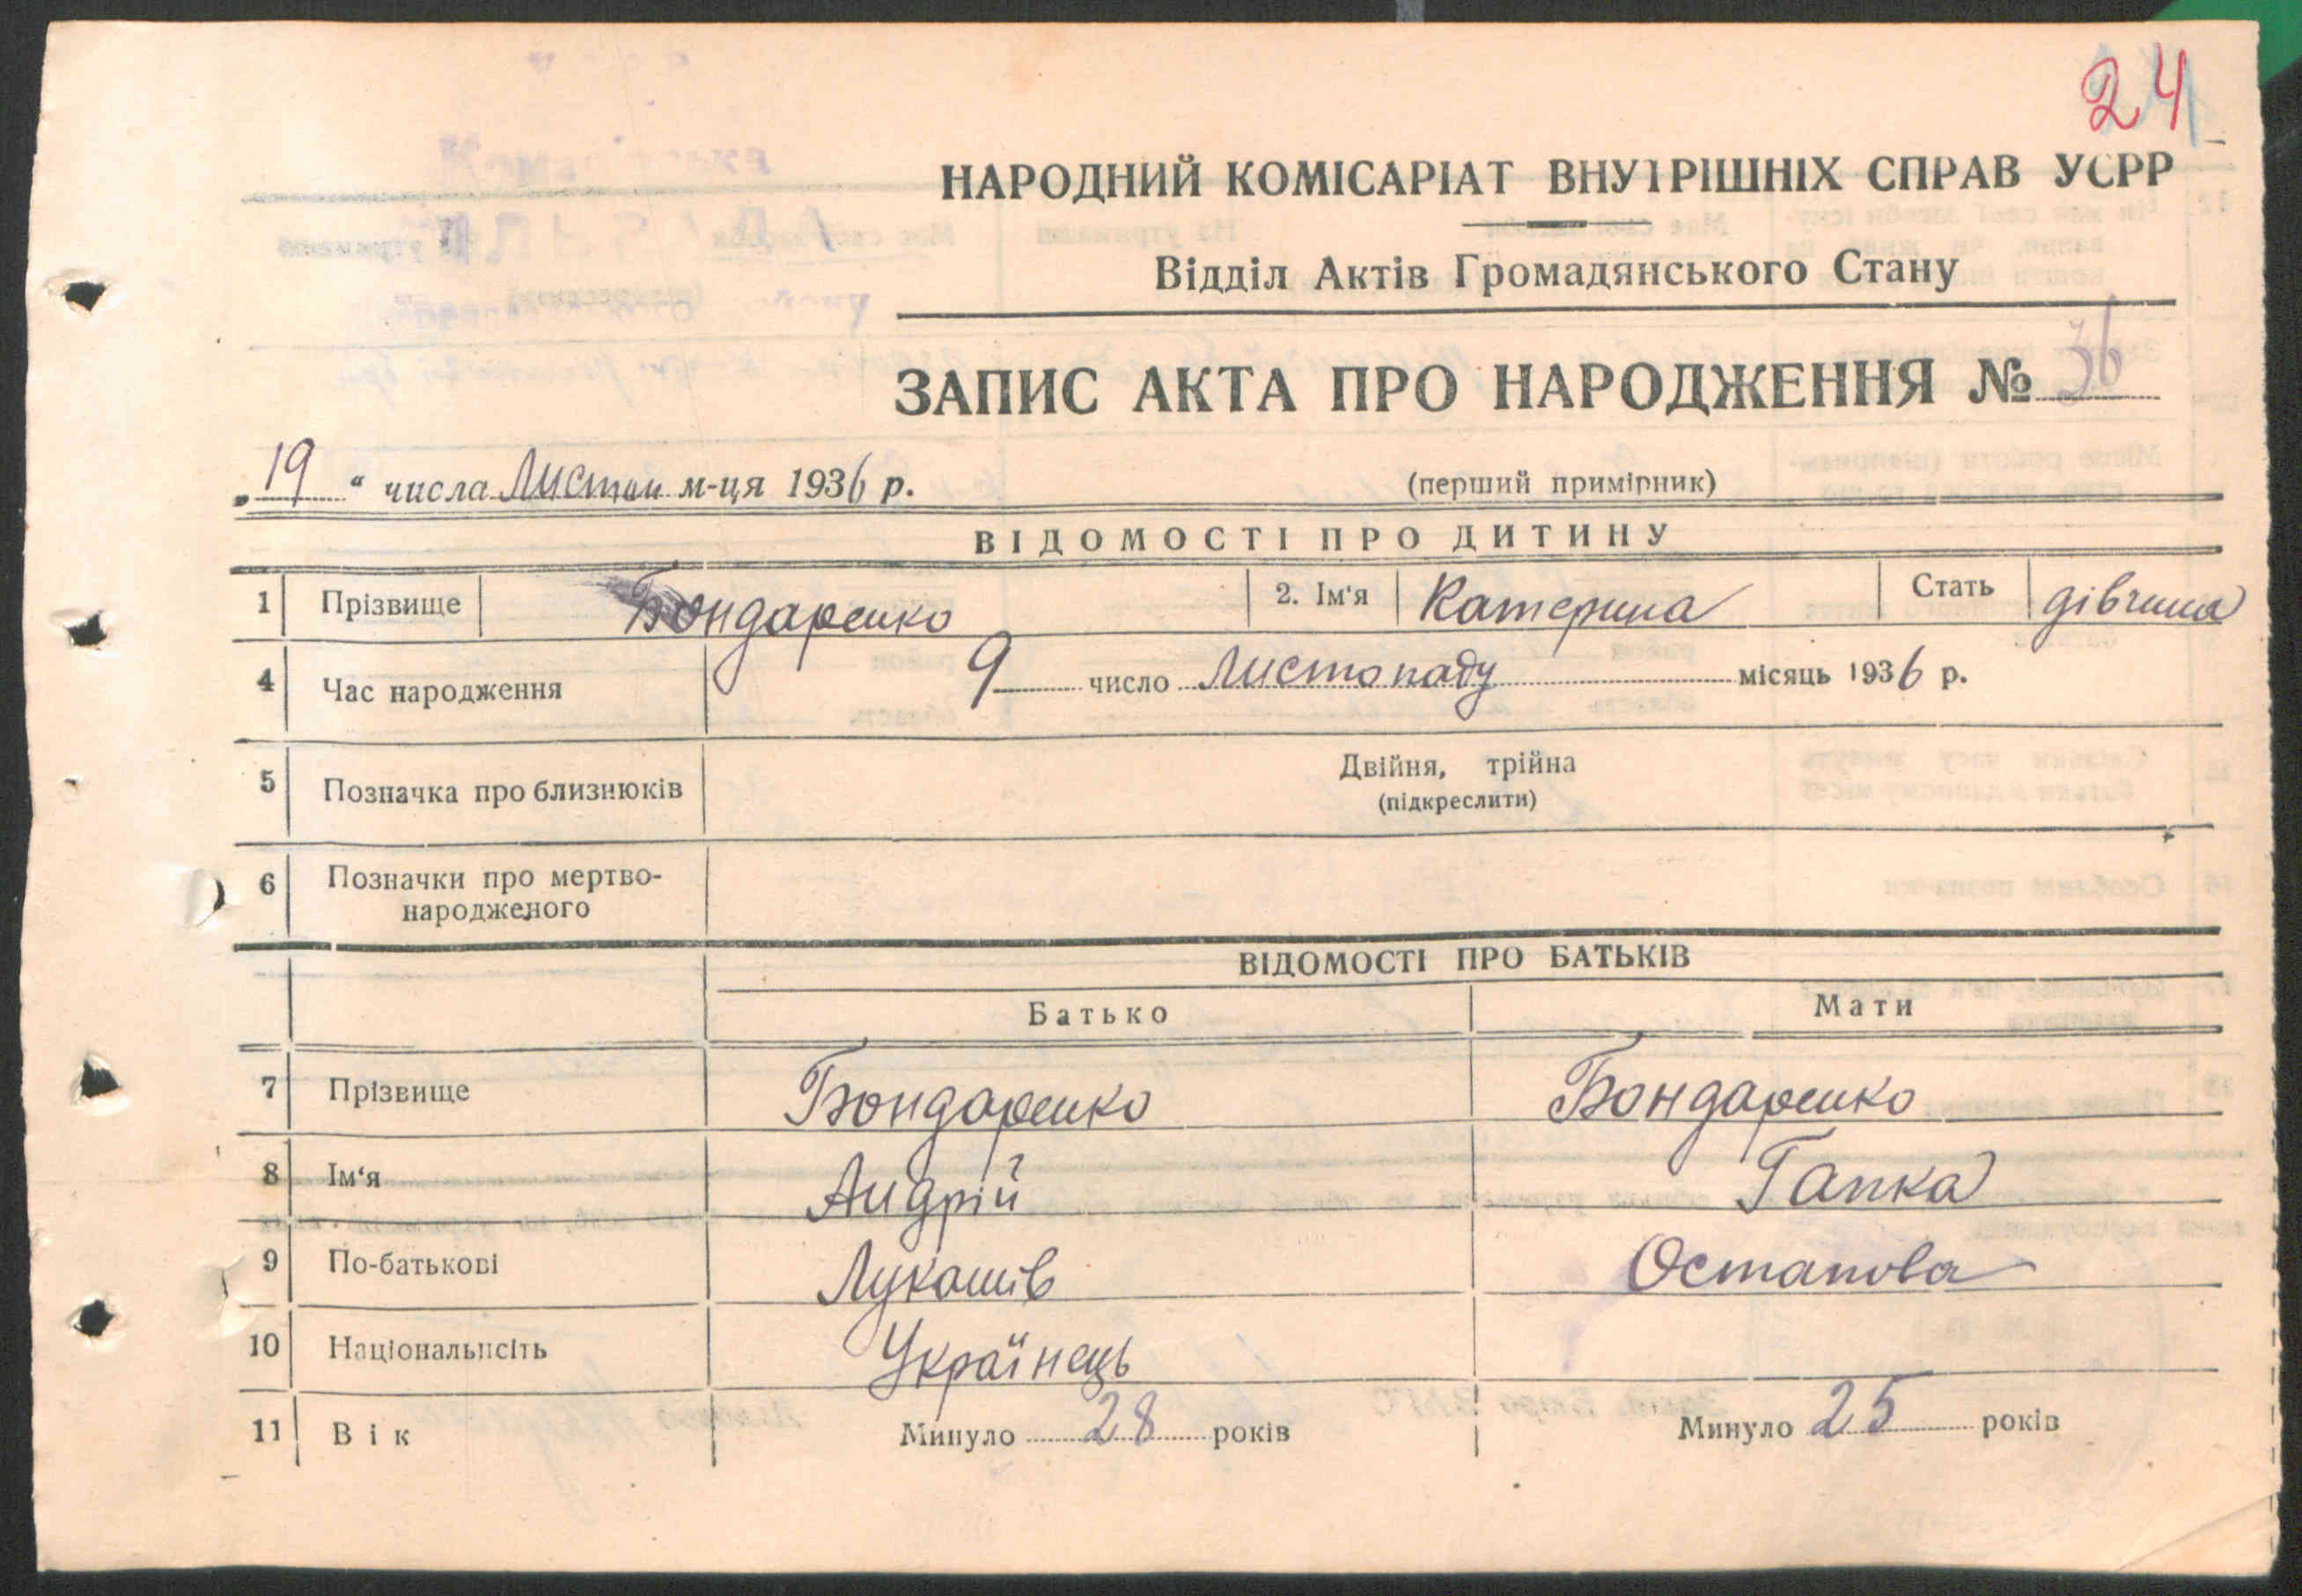 24
НАРОДНИЙ КОМІСАРІАТ ВНУТРІШНІХ СПРАВ УСРР
Відділ Актів Громадянського Стану
ЗАПИС АКТА ПРО НАРОДЖЕННЯ № 36
„19“ числа Листоп м-ця 1936 р. (перший примірник)
ВІДОМОСТІ ПРО ДИТИНУ
1 Прізвище Бондаренко 2. Ім'я Катерина Стать дівчина
4 Час народження 9 число Листопаду місяць 1936 р.
5 Позначка про близнюків Двійня, трійна
(підкреслити)
6 Позначки про мертво-
народженого
ВІДОМОСТІ ПРО БАТЬКІВ
Батько Мати
7 Прізвище Бондаренко Бондаренко
8 Ім'я Андрій Гапка
9 По-батькові Лукашів Остапова
10 Національність Українець
11 Вік Минуло 28 років Минуло 25 років